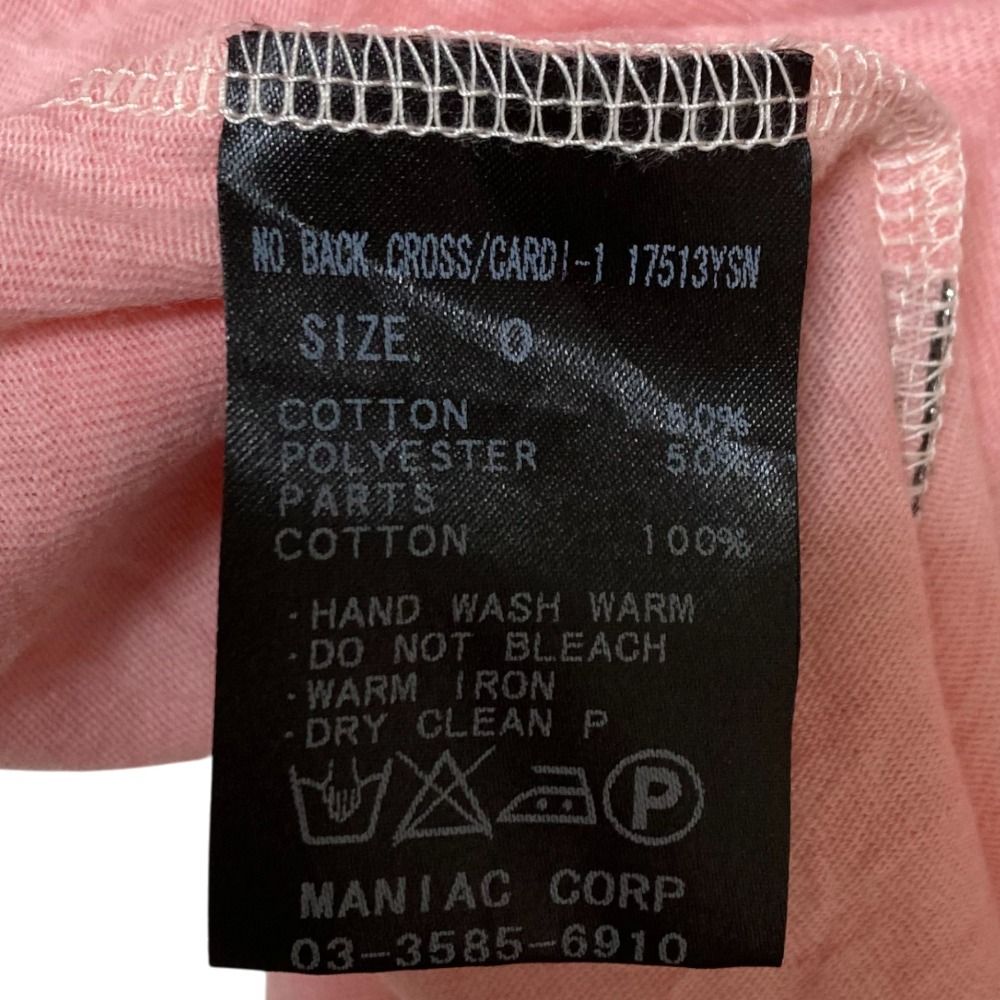 NO. BACK CROSS/CARDI-1 17513YSN
SIZE. 0
COTTON 50%
POLYESTER 50%
PARTS
COTTON 100%
·HAND WASH WARM
·DO NOT BLEACH
·WARM IRON
·DRY CLEAN P
P
MANIAC CORP
03-3585-6910